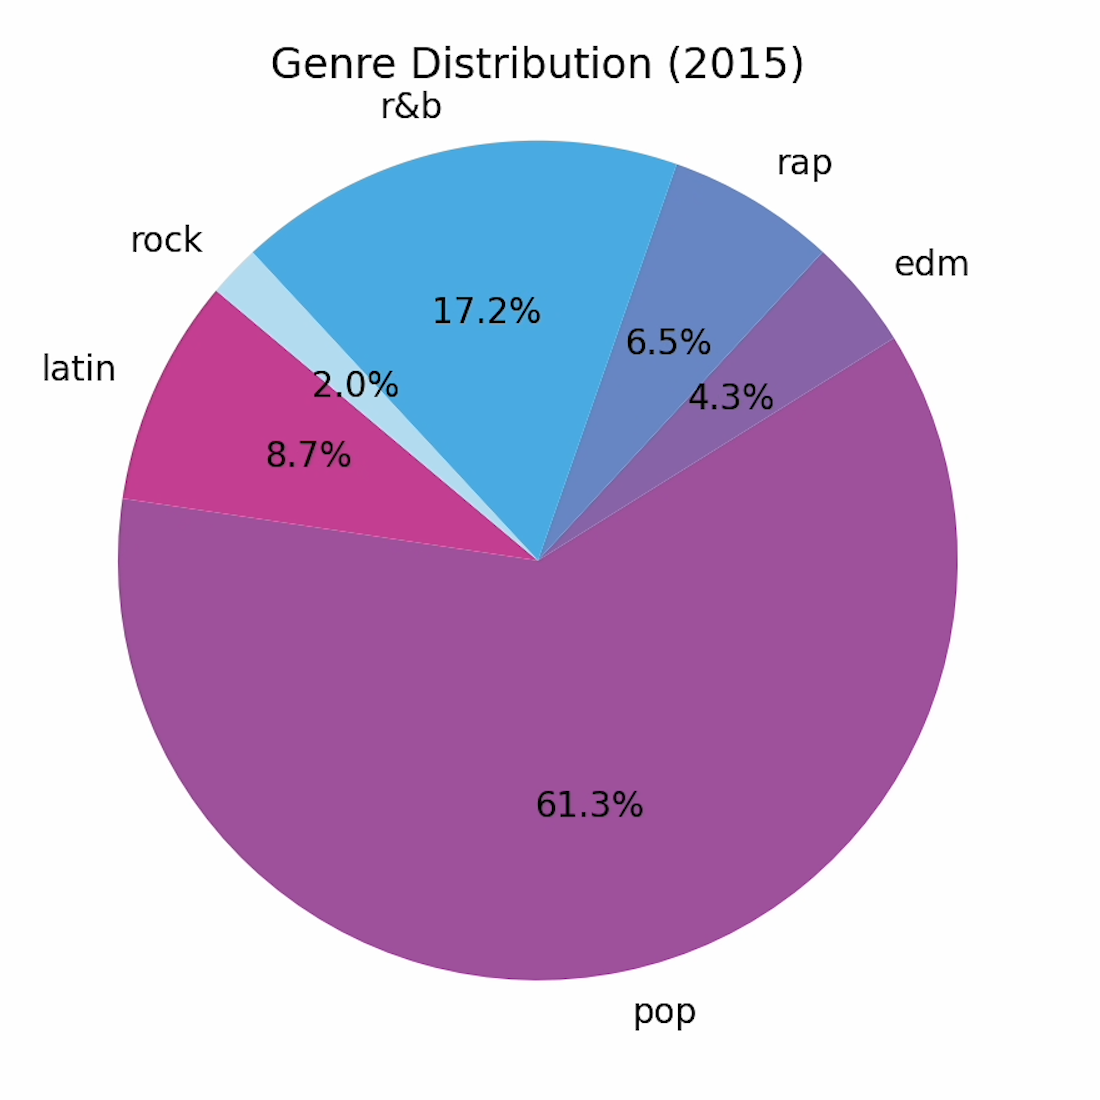 Genre Distribution (2015)
r&b
rap
rock
edm
17.2%
6.5%
latin
2.0%
4.3%
8.7%
61.3%
pop